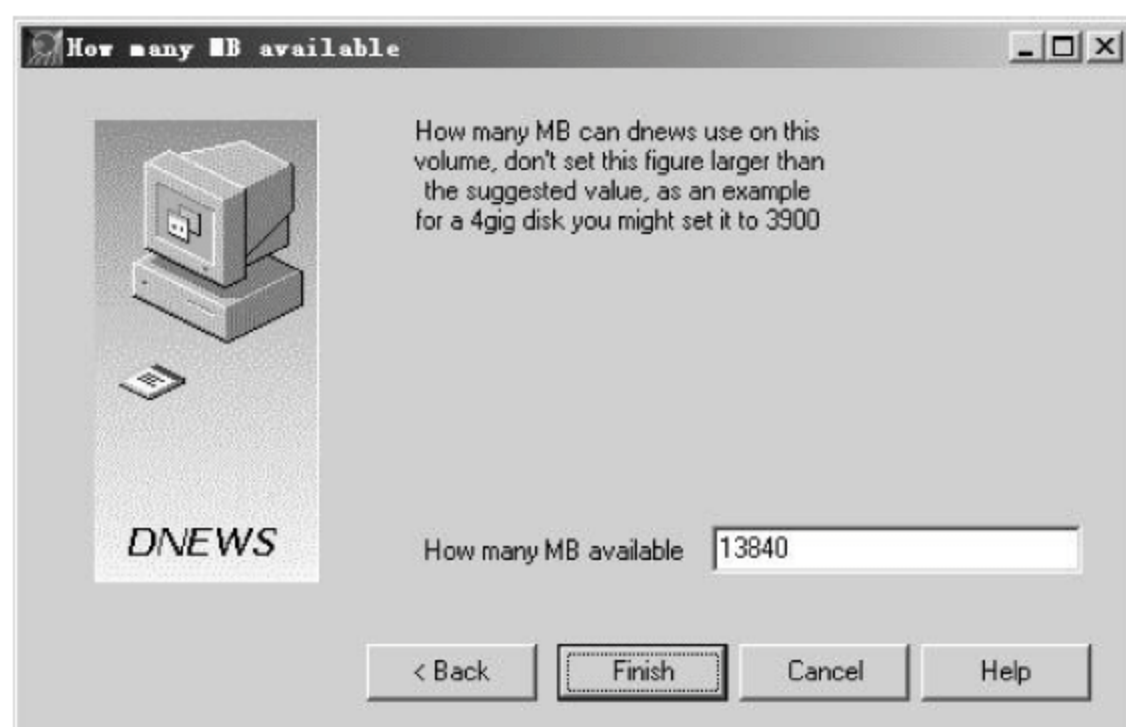 How many MB available
How many MB can dnews use on this
volume, don't set this figure larger than
the suggested value, as an example
for a 4gig disk you might set it to 3900
DNEWS
How many MB available 13840
< Back Finish Cancel Help